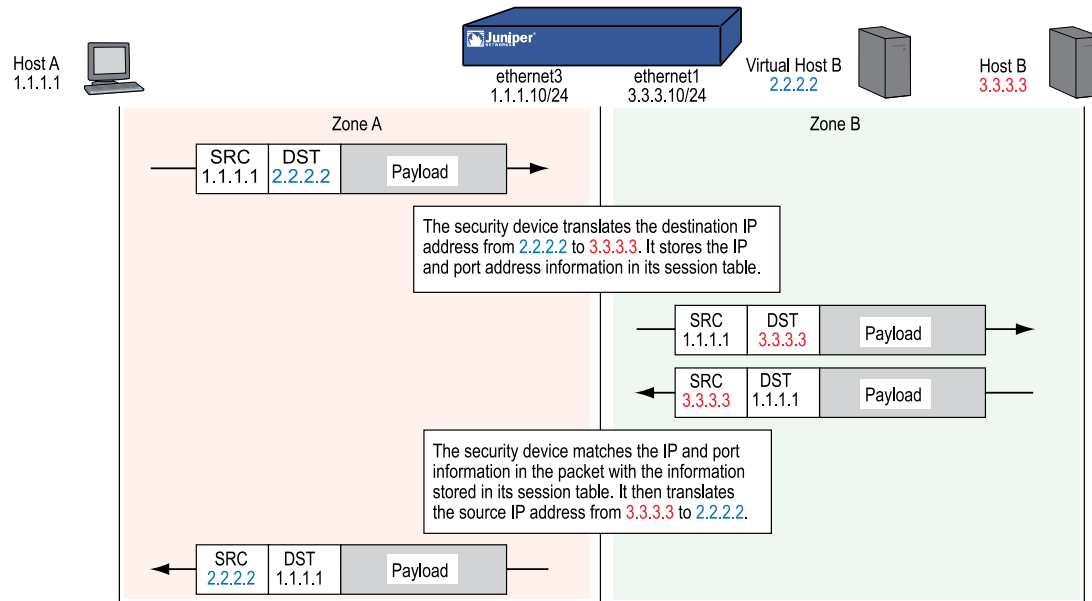 Juniper®
NETWORKS
Host A
1.1.1.1
ethernet3
1.1.1.10/24
ethernet1
3.3.3.10/24
Virtual Host B
2.2.2.2
Host B
3.3.3.3
Zone A
Zone B
SRC
1.1.1.1
DST
2.2.2.2
Payload
The security device translates the destination IP
address from 2.2.2.2 to 3.3.3.3. It stores the IP
and port address information in its session table.
SRC
1.1.1.1
DST
3.3.3.3
Payload
SRC
3.3.3.3
DST
1.1.1.1
Payload
The security device matches the IP and port
information in the packet with the information
stored in its session table. It then translates
the source IP address from 3.3.3.3 to 2.2.2.2.
SRC
2.2.2.2
DST
1.1.1.1
Payload